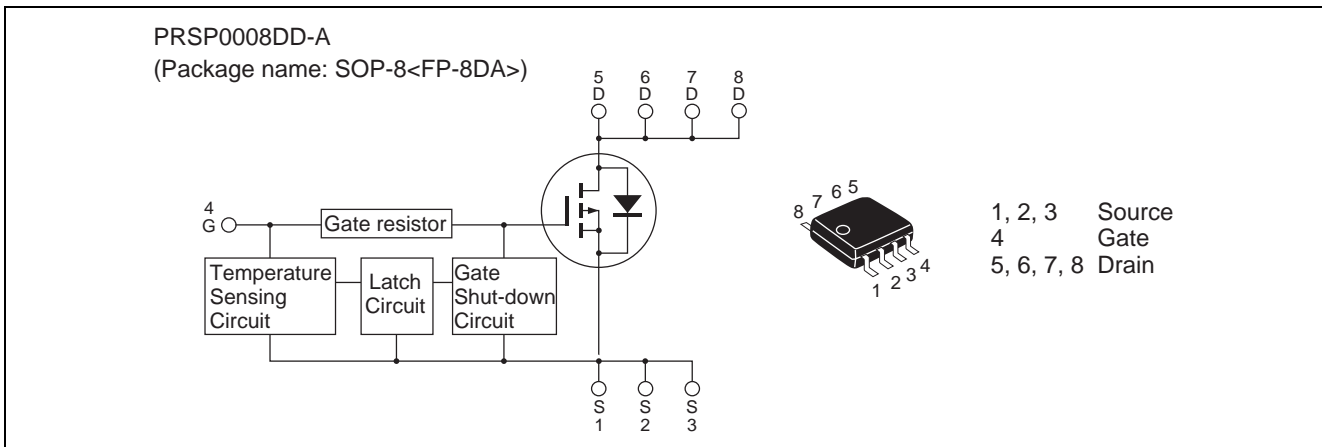 PRSP0008DD-A
(Package name: SOP-8<FP-8DA>)
5 6 7 8
D D D D
4
G
Gate resistor
Temperature
Sensing
Circuit
Latch
Circuit
Gate
Shut-down
Circuit
S S S
1 2 3
8 7 6 5
1 2 3 4
1, 2, 3 Source
4 Gate
5, 6, 7, 8 Drain